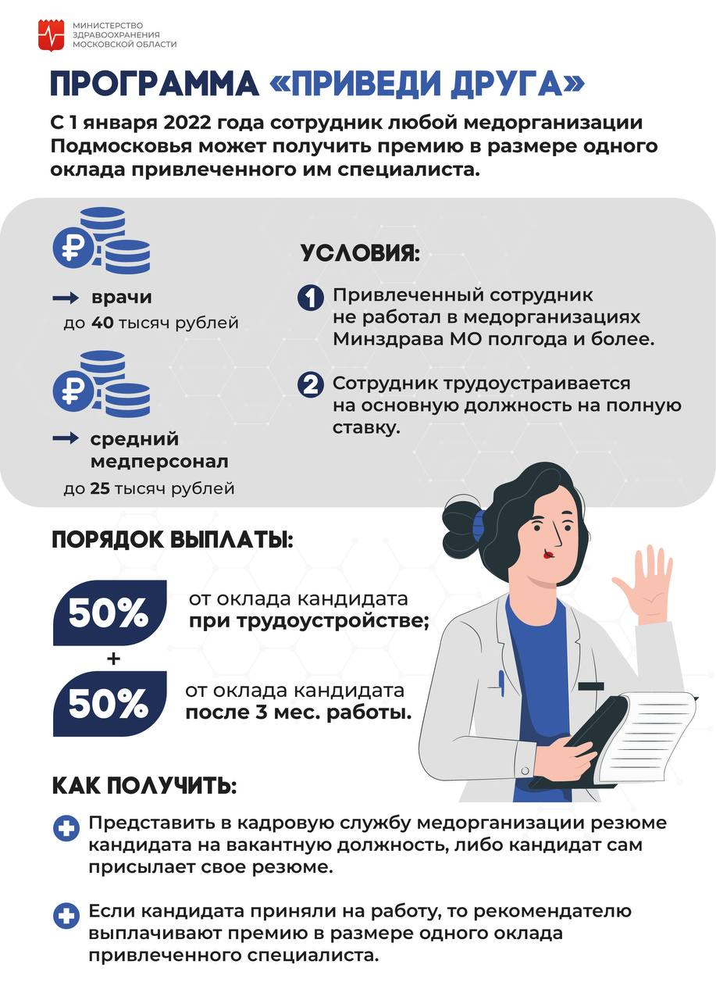 МИНИСТЕРСТВО
ЗДРАВООХРАНЕНИЯ
МОСКОВСКОЙ ОБЛАСТИ
ПРОГРАММА «ПРИВЕДИ ДРУГА»
С 1 января 2022 года сотрудник любой медорганизации
Подмосковья может получить премию в размере одного
оклада привлеченного им специалиста.
врачи
до 40 тысяч рублей
средний
медперсонал
до 25 тысяч рублей
УСЛОВИЯ:
1 Привлеченный сотрудник
не работал в медорганизациях
Минздрава МО полгода и более.
2 Сотрудник трудоустраивается
на основную должность на полную
ставку.
ПОРЯДОК ВЫПЛАТЫ:
50% от оклада кандидата
при трудоустройстве;
+
50% от оклада кандидата
после 3 мес. работы.
КАК ПОЛУЧИТЬ:
Представить в кадровую службу медорганизации резюме
кандидата на вакантную должность, либо кандидат сам
присылает свое резюме.
Если кандидата приняли на работу, то рекомендателю
выплачивают премию в размере одного оклада
привлеченного специалиста.